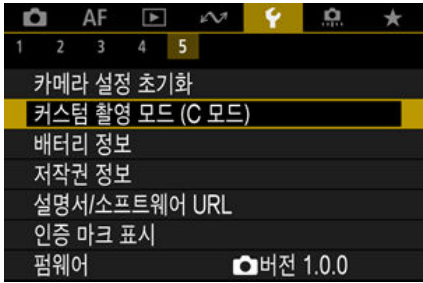 AF
1 2 3 4 5
카메라 설정 초기화
커스텀 촬영 모드 (C 모드)
배터리 정보
저작권 정보
설명서/소프트웨어 URL
인증 마크 표시
펌웨어 버전 1.0.0